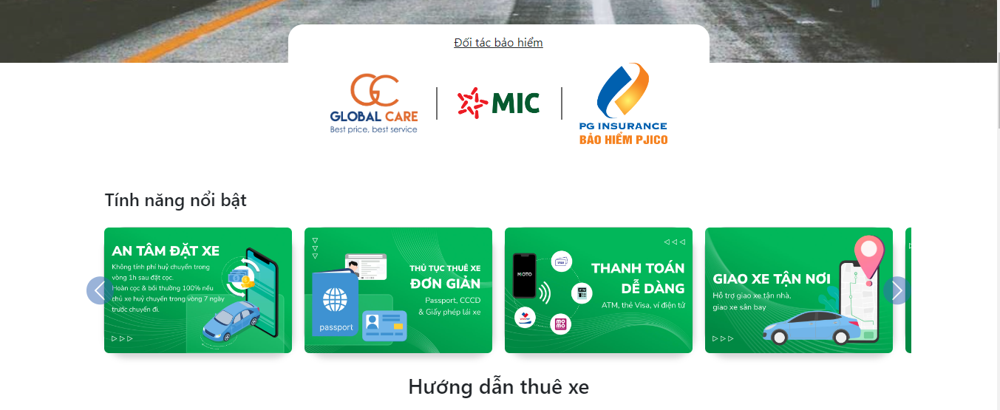 Đối tác bảo hiểm
GC
GLOBAL CARE
Best price, best service
MIC
PG INSURANCE
BẢO HIỂM PJICO
Tính năng nổi bật
AN TÂM ĐẶT XE
Không tính phí huỷ chuyến trong
vòng 1h sau đặt cọc.
Hoàn cọc & bồi thường 100% nếu
chủ xe huỷ chuyến trong vòng 7 ngày
trước chuyến đi.
THỦ TỤC THUÊ XE
ĐƠN GIẢN
Passport, CCCD
& Giấy phép lái xe
passport
THANH TOÁN
DỄ DÀNG
ATM, thẻ Visa, ví điện tử
MIOTO
VISA
mo
mo
GIAO XE TẬN NƠI
Hỗ trợ giao xe tận nhà,
giao xe sân bay
Hướng dẫn thuê xe